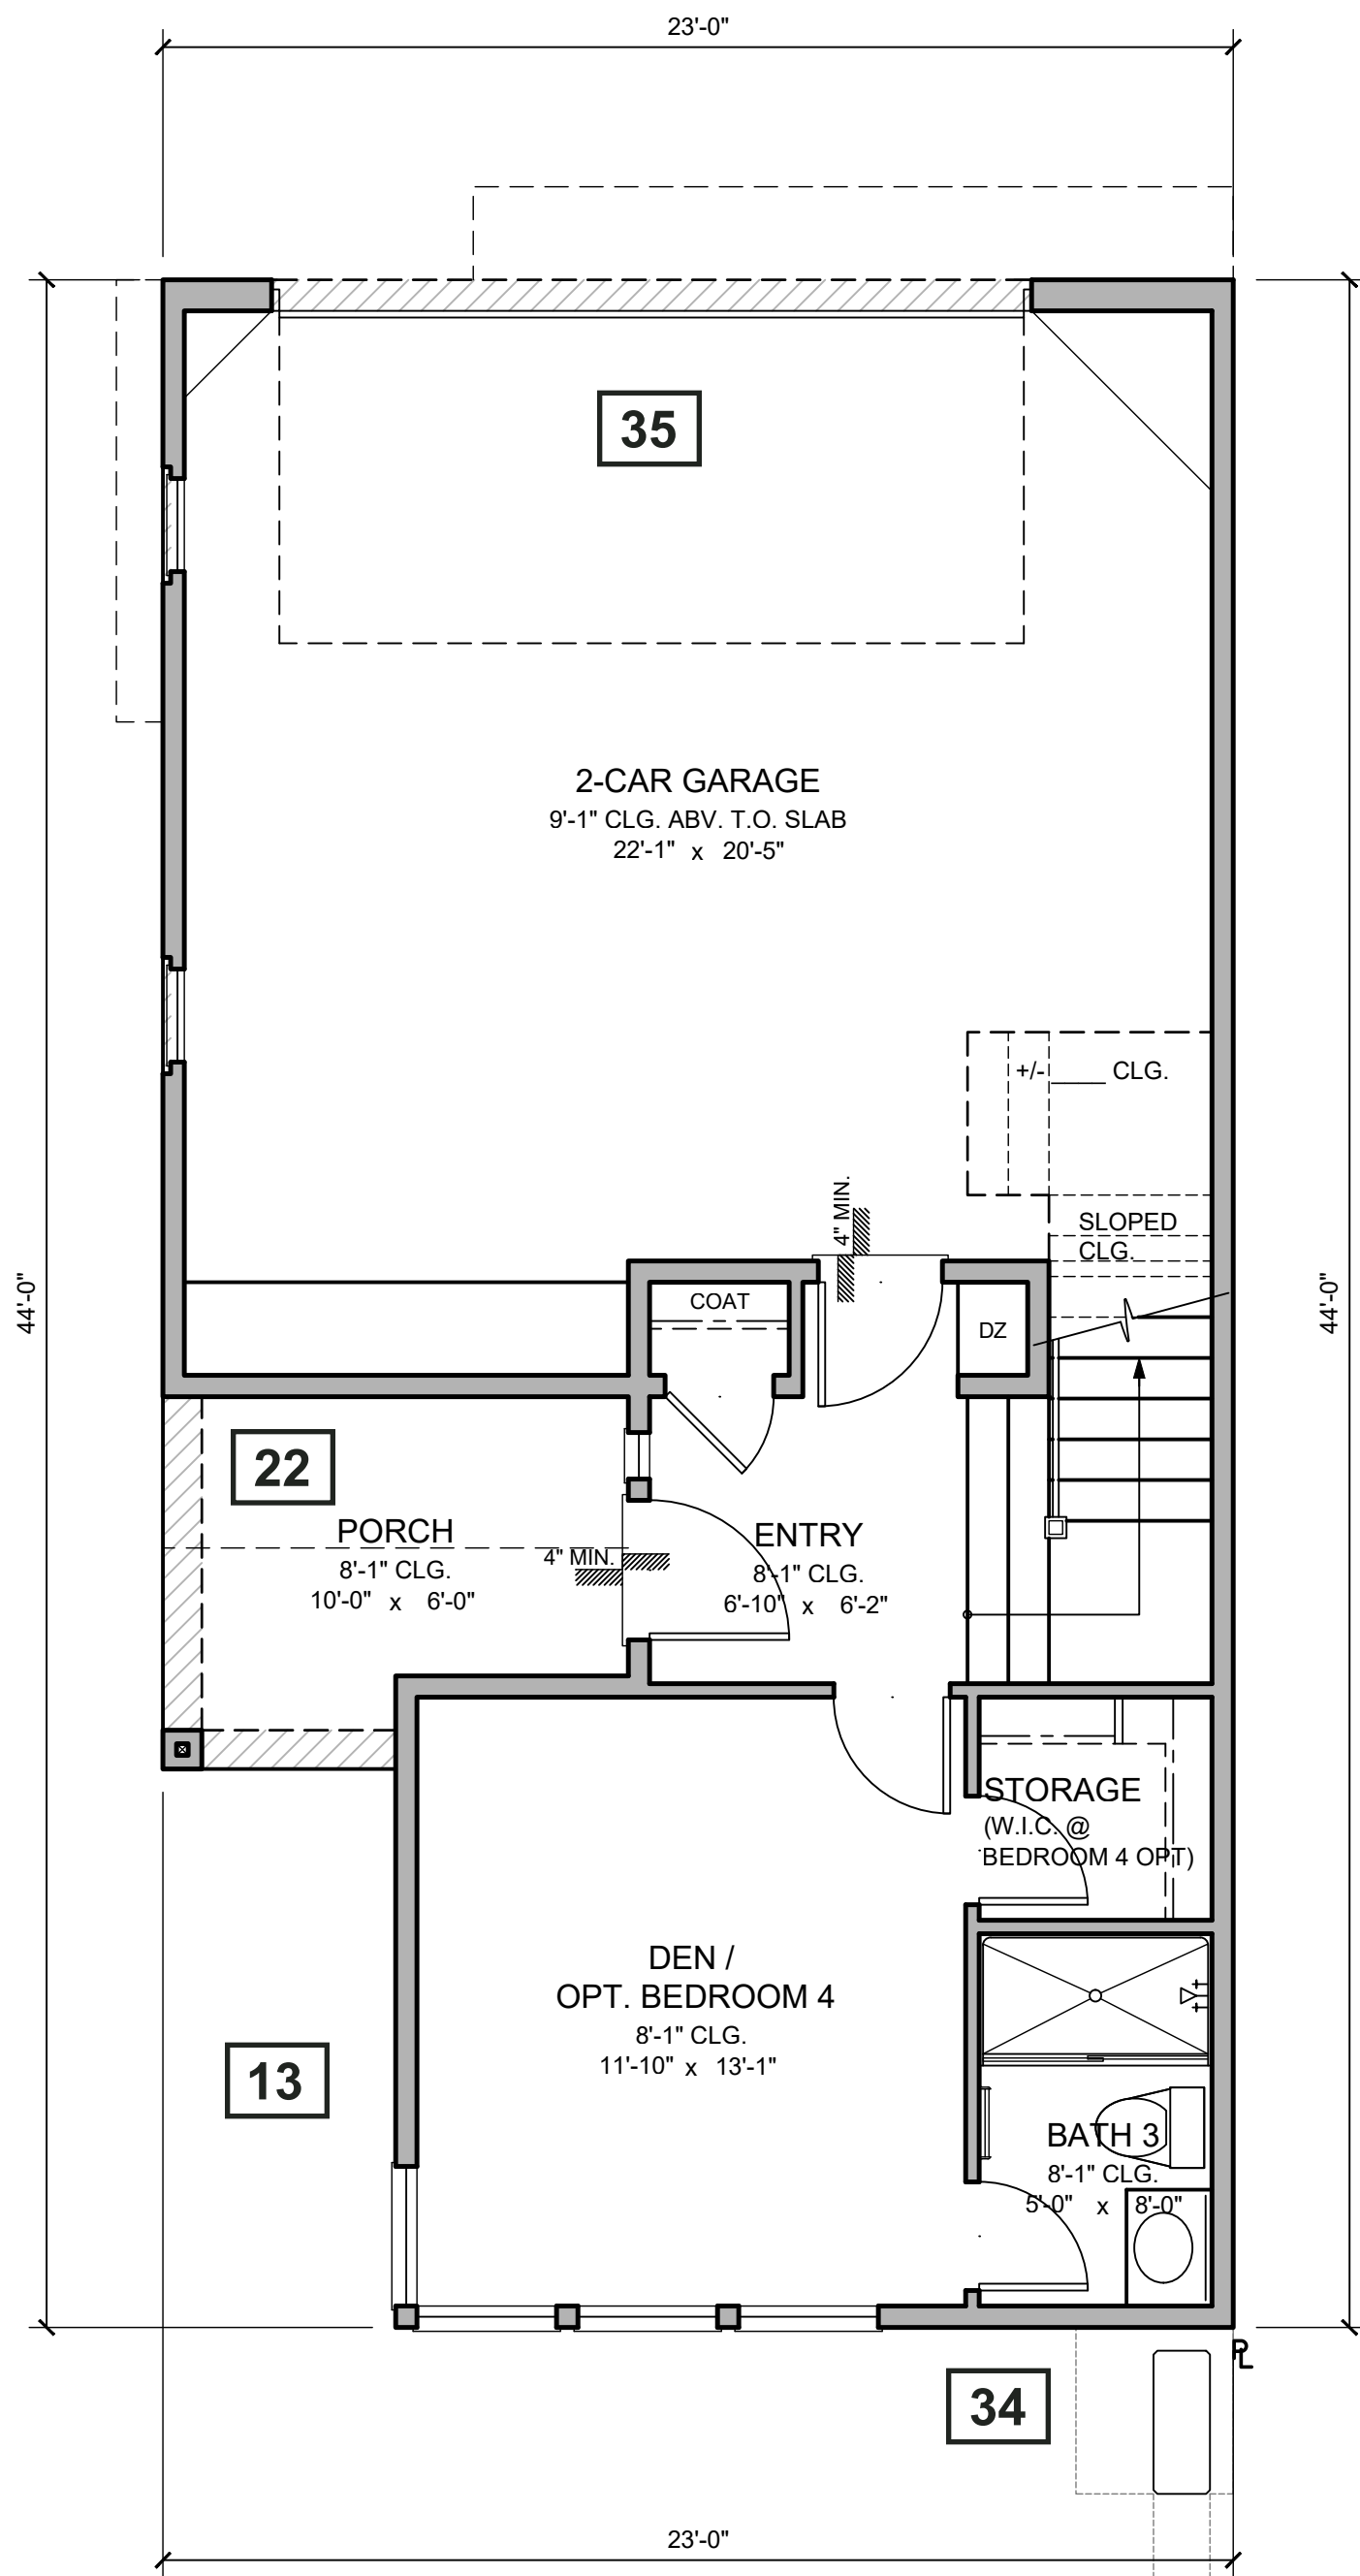 23'-0"
35
2-CAR GARAGE
9'-1" CLG. ABV. T.O. SLAB
22'-1" x 20'-5"
+/-____ CLG.
4" MIN.
SLOPED
CLG.
44'-0"
44'-0"
COAT
DZ
22
PORCH
8'-1" CLG.
10'-0" x 6'-0"
4" MIN.
ENTRY
8'-1" CLG.
6'-10" x 6'-2"
STORAGE
(W.I.C. @
BEDROOM 4 OPT)
DEN /
OPT. BEDROOM 4
8'-1" CLG.
11'-10" x 13'-1"
13
BATH 3
8'-1" CLG.
5'-0" x 8'-0"
PL
34
23'-0"